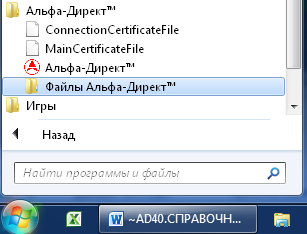 Альфа-Директ™
ConnectionCertificateFile
MainCertificateFile
Альфа-Директ™
Файлы Альфа-Директ™
Игры
Назад
Найти программы и файлы
~AD40.СПРАВОЧН...